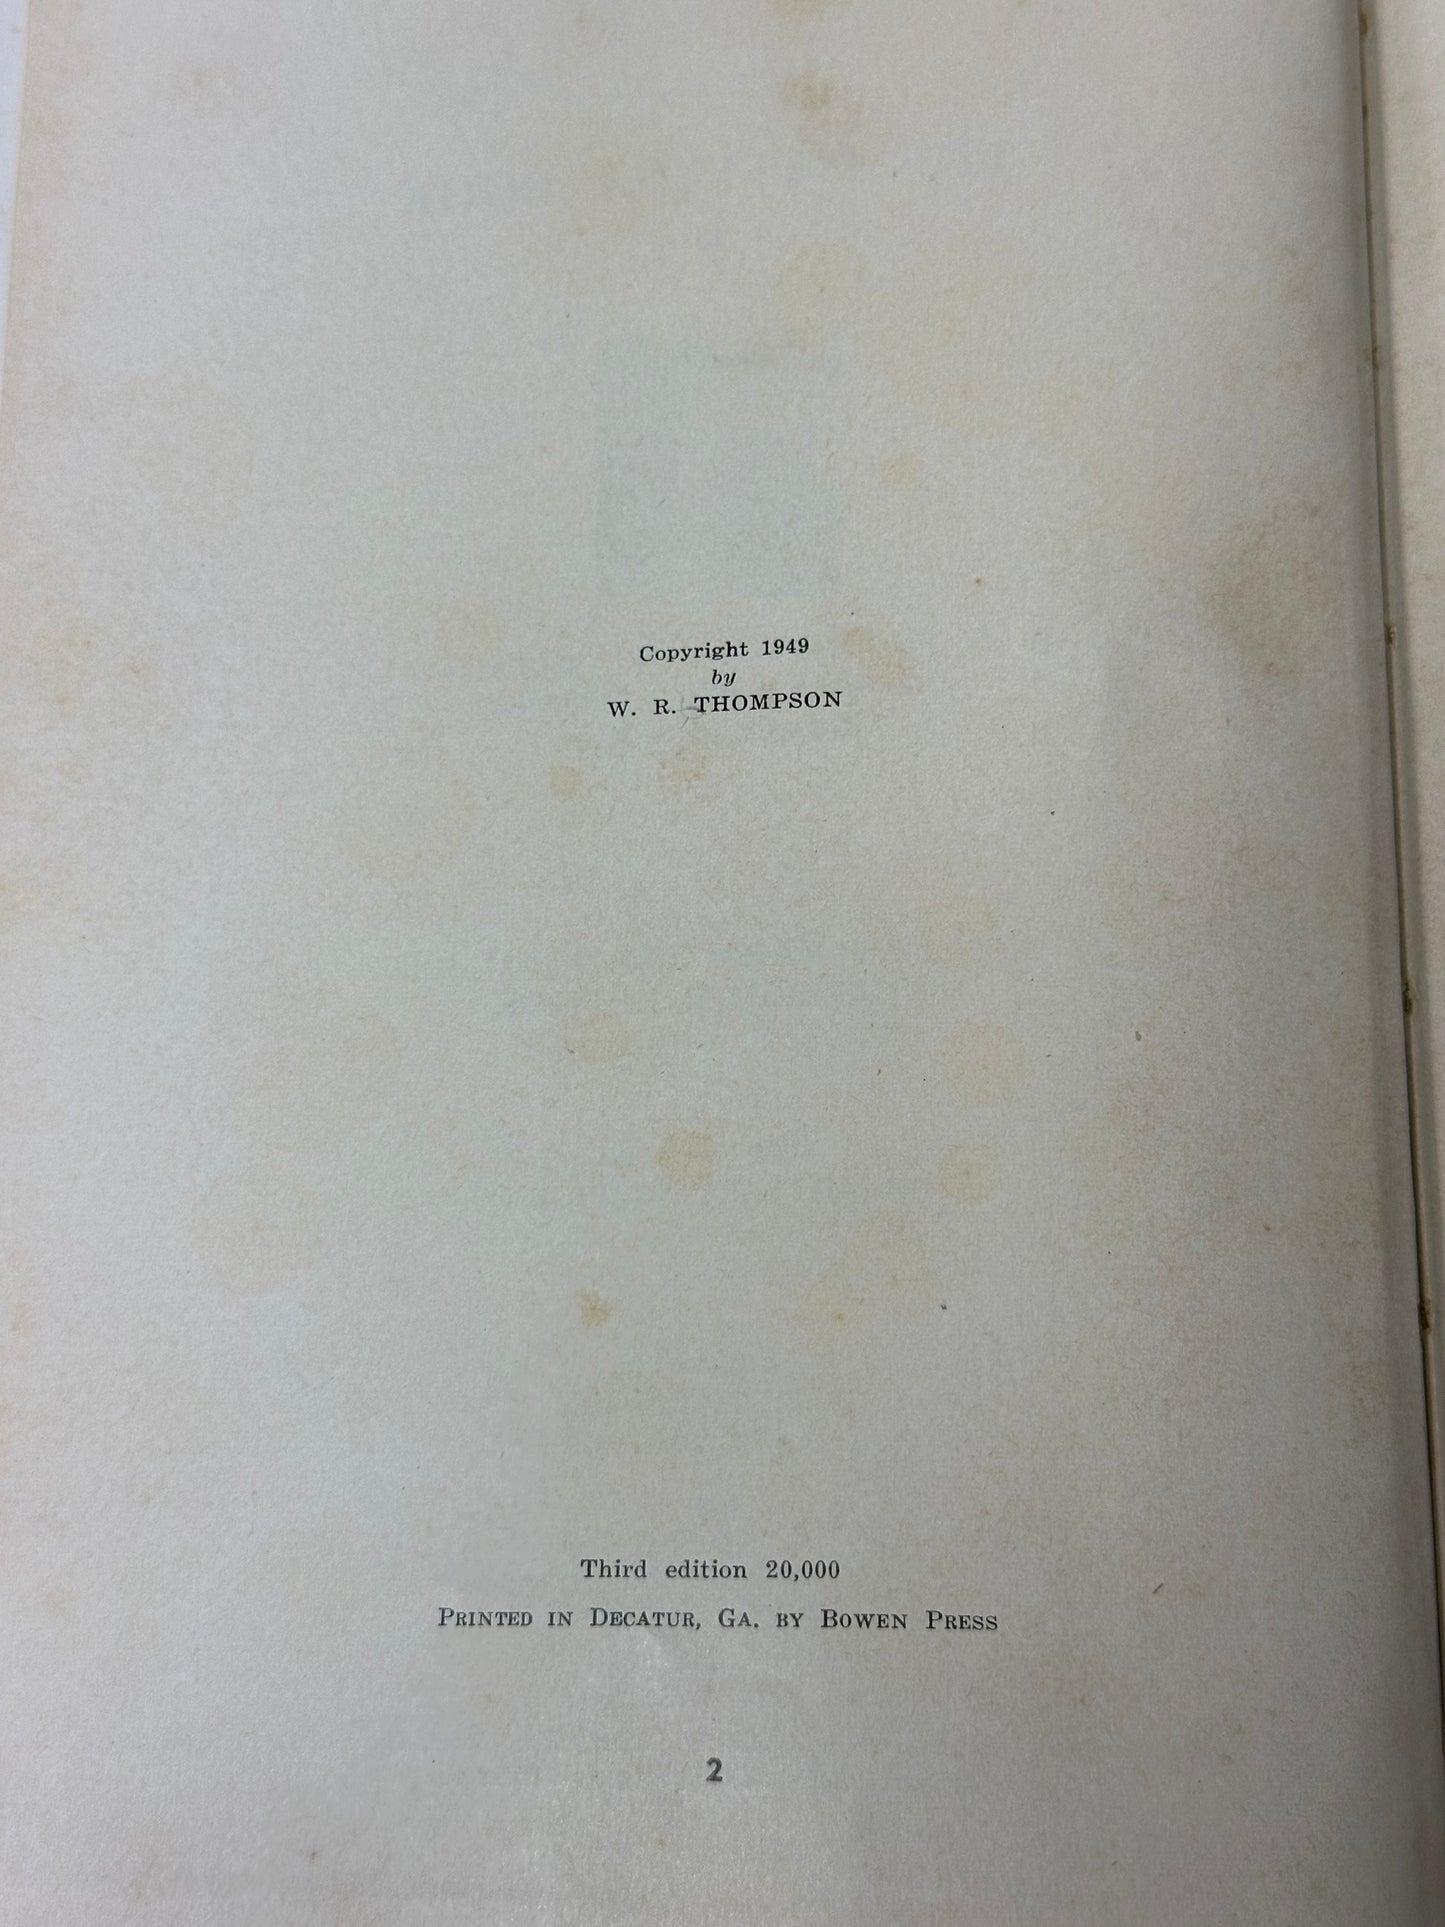 Copyright 1949
by
W. R. THOMPSON
Third edition 20,000
PRINTED IN DECATUR, GA. BY BOWEN PRESS
2